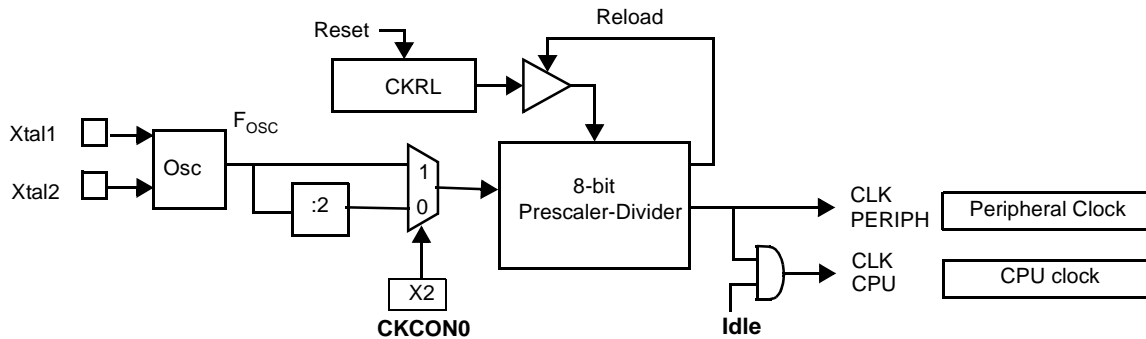 Reload
Reset
CKRL
Xtal1
Xtal2
Osc
FOSC
:2
1
0
X2
CKCON0
8-bit
Prescaler-Divider
CLK
PERIPH
Peripheral Clock
CLK
CPU
CPU clock
Idle